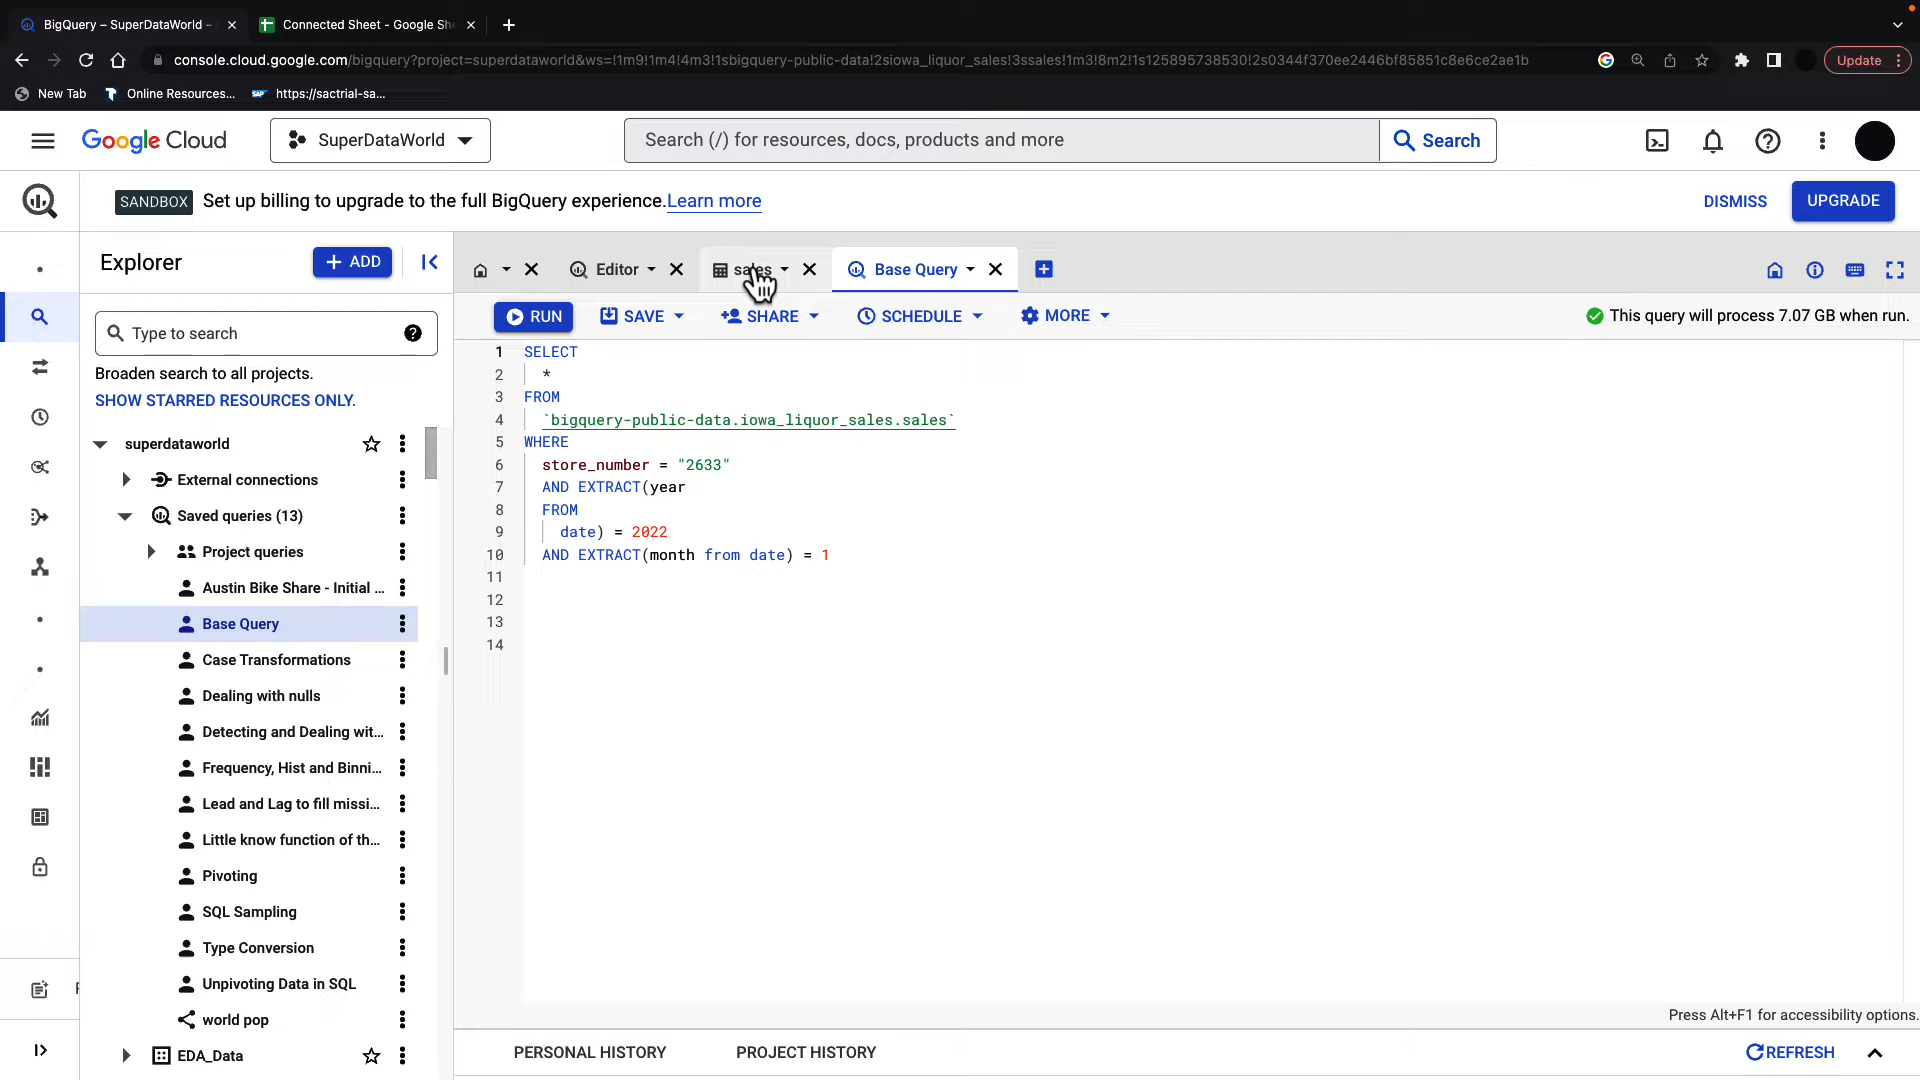 BigQuery – SuperDataWorld –
Connected Sheet - Google She
console.cloud.google.com/bigquery?project=superdataworld&ws=!1m9!1m4!4m3!1sbigquery-public-data!2siowa_liquor_sales!3ssales!1m3!8m2!1s125895738530!2s0344f370ee2446bf85851c8e6ce2ae1b
Update
New Tab
Online Resources...
https://sactrial-sa...
Google Cloud
SuperDataWorld
Search (/) for resources, docs, products and more
Search
SANDBOX Set up billing to upgrade to the full BigQuery experience. Learn more
DISMISS
UPGRADE
Explorer
+ ADD
Editor
sales
Base Query
RUN
SAVE
SHARE
SCHEDULE
MORE
This query will process 7.07 GB when run.
Type to search
Broaden search to all projects.
SHOW STARRED RESOURCES ONLY.
superdataworld
External connections
Saved queries (13)
Project queries
Austin Bike Share - Initial ...
Base Query
Case Transformations
Dealing with nulls
Detecting and Dealing wit...
Frequency, Hist and Binni...
Lead and Lag to fill missi...
Little know function of th...
Pivoting
SQL Sampling
Type Conversion
Unpivoting Data in SQL
world pop
EDA_Data
1 SELECT
2 *
3 FROM
4 `bigquery-public-data.iowa_liquor_sales.sales`
5 WHERE
6 store_number = "2633"
7 AND EXTRACT(year
8 FROM
9 date) = 2022
10 AND EXTRACT(month from date) = 1
11
12
13
14
Press Alt+F1 for accessibility options.
PERSONAL HISTORY
PROJECT HISTORY
REFRESH